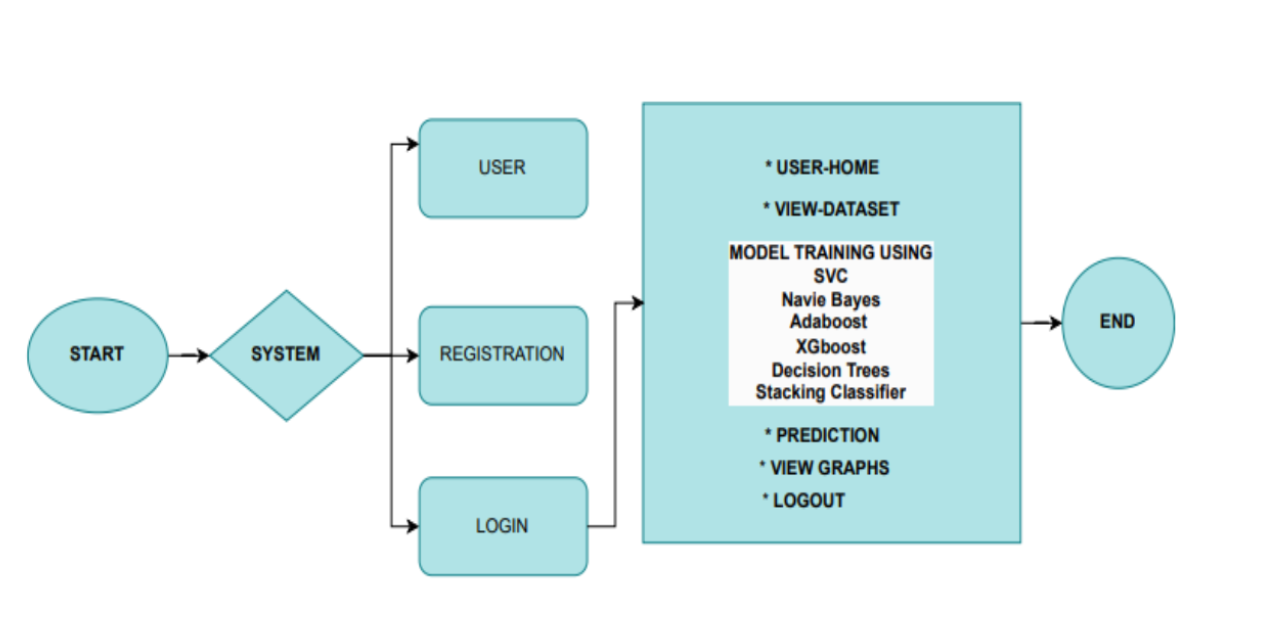 START
SYSTEM
USER
REGISTRATION
LOGIN
* USER-HOME
* VIEW-DATASET
MODEL TRAINING USING
SVC
Navie Bayes
Adaboost
XGboost
Decision Trees
Stacking Classifier
* PREDICTION
* VIEW GRAPHS
* LOGOUT
END